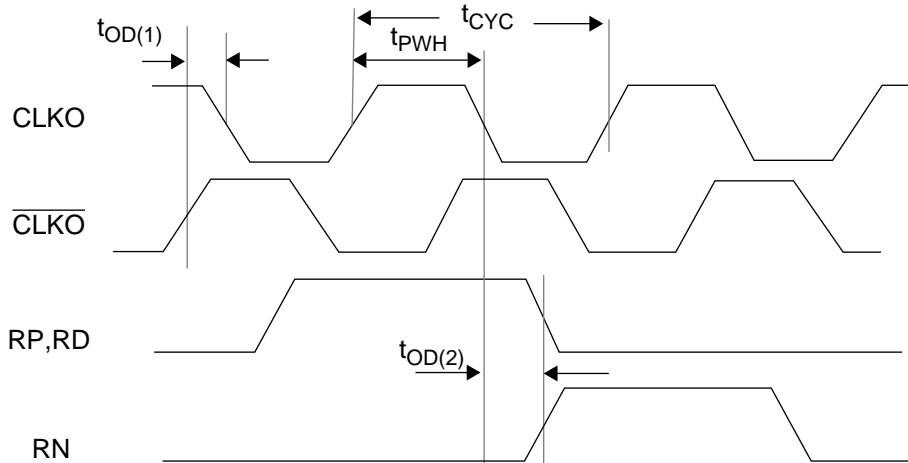 tCYC
tOD(1)
tPWH
CLKO
CLKO
RP,RD
tOD(2)
RN